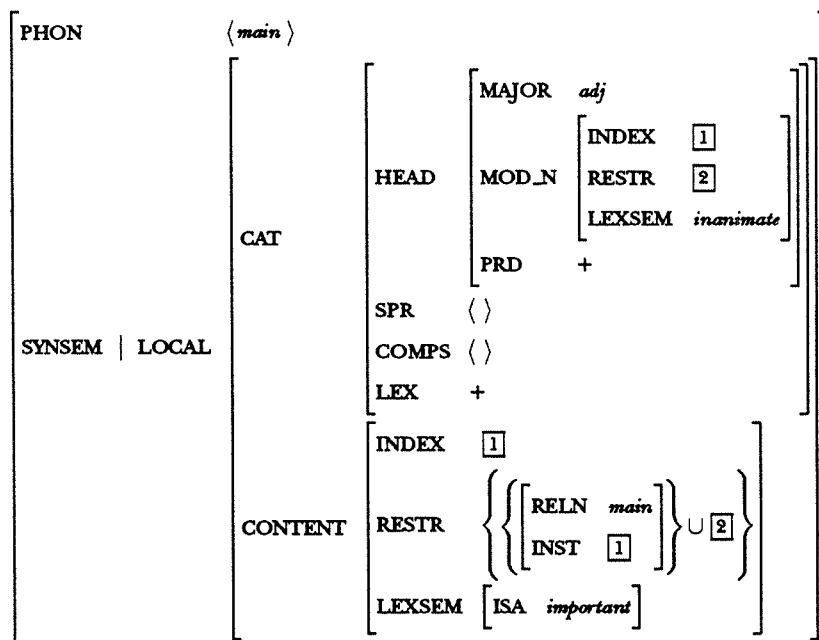 PHON ⟨ main ⟩
MAJOR adj
INDEX 1
HEAD MOD_N RESTR 2
LEXSEM inanimate
CAT
PRD +
SPR ⟨ ⟩
SYNSEM | LOCAL
COMPS ⟨ ⟩
LEX +
INDEX 1
RELN main
CONTENT RESTR { { [ ] } ∪ 2 }
INST 1
LEXSEM [ISA important]